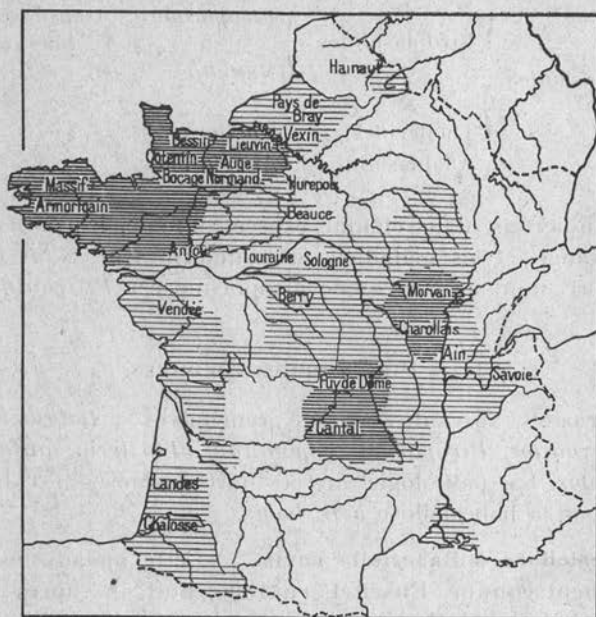 Hainaut
Pays de
Bray
Vexin
Bessin
Lieuvin
Cotentin
Auge
Bocage Normand
Hurepoix
Massif
Armoricain
Beauce
Anjou
Touraine Sologne
Berry
Morvan
Vendée
Charollais
Ain
Savoie
Puy de Dôme
Cantal
Landes
Chalosse